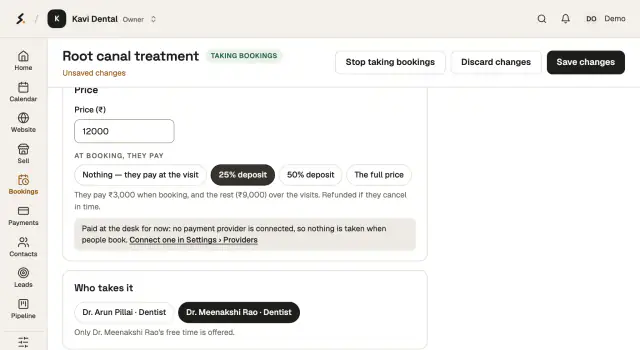 / K Kavi Dental Owner DO Demo
Home
Calendar
Website
Sell
Bookings
Payments
Contacts
Leads
Pipeline
Root canal treatment TAKING BOOKINGS
Unsaved changes
Stop taking bookings Discard changes Save changes
Price
Price (₹)
12000
AT BOOKING, THEY PAY
Nothing — they pay at the visit 25% deposit 50% deposit The full price
They pay ₹3,000 when booking, and the rest (₹9,000) over the visits. Refunded if they cancel
in time.
Paid at the desk for now: no payment provider is connected, so nothing is taken when
people book. Connect one in Settings › Providers
Who takes it
Dr. Arun Pillai · Dentist Dr. Meenakshi Rao · Dentist
Only Dr. Meenakshi Rao's free time is offered.